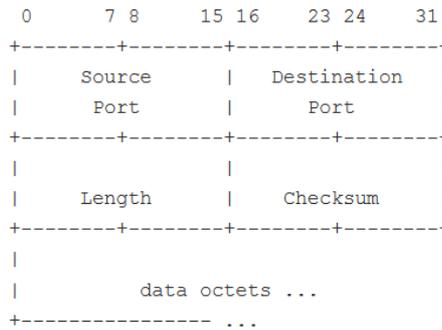 0 7 8 15 16 23 24 31
+--------+--------+--------+--------
| Source | Destination
| Port | Port
+--------+--------+--------+--------
| |
| Length | Checksum
+--------+--------+--------+--------
|
| data octets ...
+---------------- ...